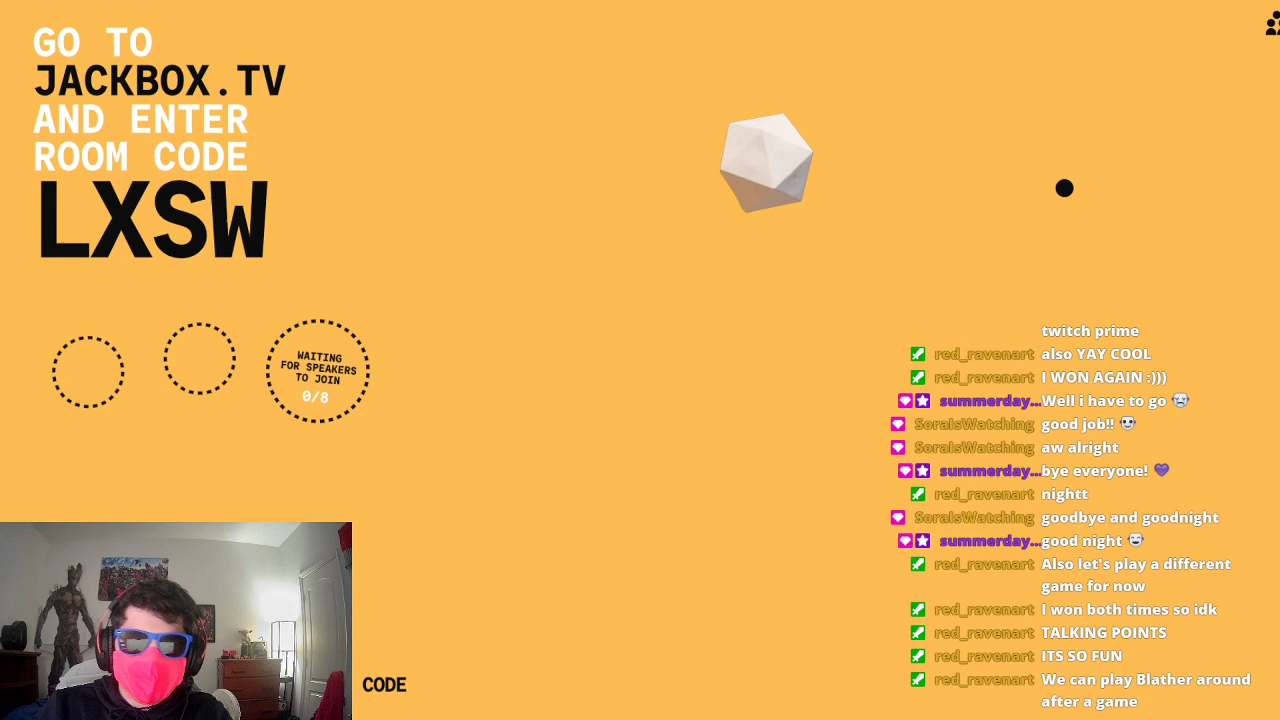 GO TO
JACKBOX.TV
AND ENTER
ROOM CODE
LXSW
WAITING
FOR SPEAKERS
TO JOIN
0/8
twitch prime
red_ravenart also YAY COOL
red_ravenart I WON AGAIN :)))
summerday... Well i have to go
SoraIsWatching good job!!
SoraIsWatching aw alright
summerday... bye everyone!
red_ravenart nightt
SoraIsWatching goodbye and goodnight
summerday... good night
red_ravenart Also let's play a different
game for now
red_ravenart I won both times so idk
red_ravenart TALKING POINTS
red_ravenart ITS SO FUN
red_ravenart We can play Blather around
after a game
CODE